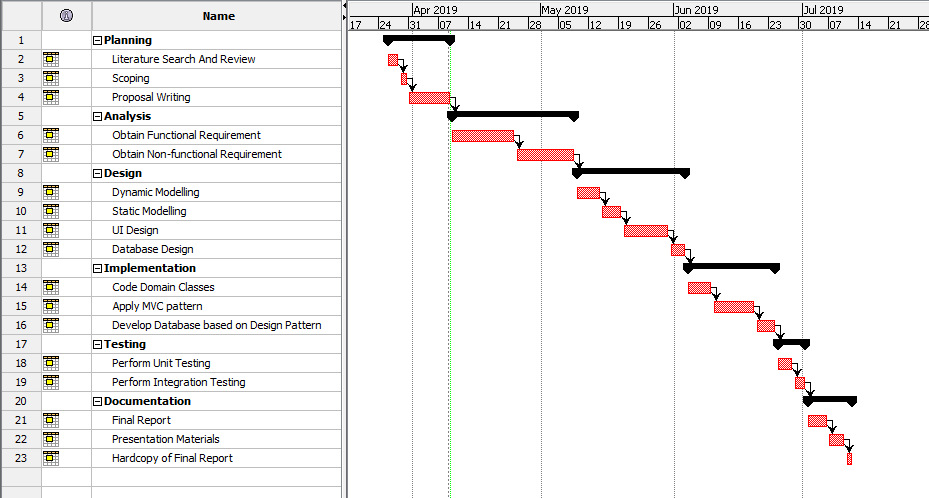 Name
Apr 2019 May 2019 Jun 2019 Jul 2019
17 24 31 07 14 21 28 05 12 19 26 02 09 16 23 30 07 14 21 28
1 Planning
2 Literature Search And Review
3 Scoping
4 Proposal Writing
5 Analysis
6 Obtain Functional Requirement
7 Obtain Non-functional Requirement
8 Design
9 Dynamic Modelling
10 Static Modelling
11 UI Design
12 Database Design
13 Implementation
14 Code Domain Classes
15 Apply MVC pattern
16 Develop Database based on Design Pattern
17 Testing
18 Perform Unit Testing
19 Perform Integration Testing
20 Documentation
21 Final Report
22 Presentation Materials
23 Hardcopy of Final Report